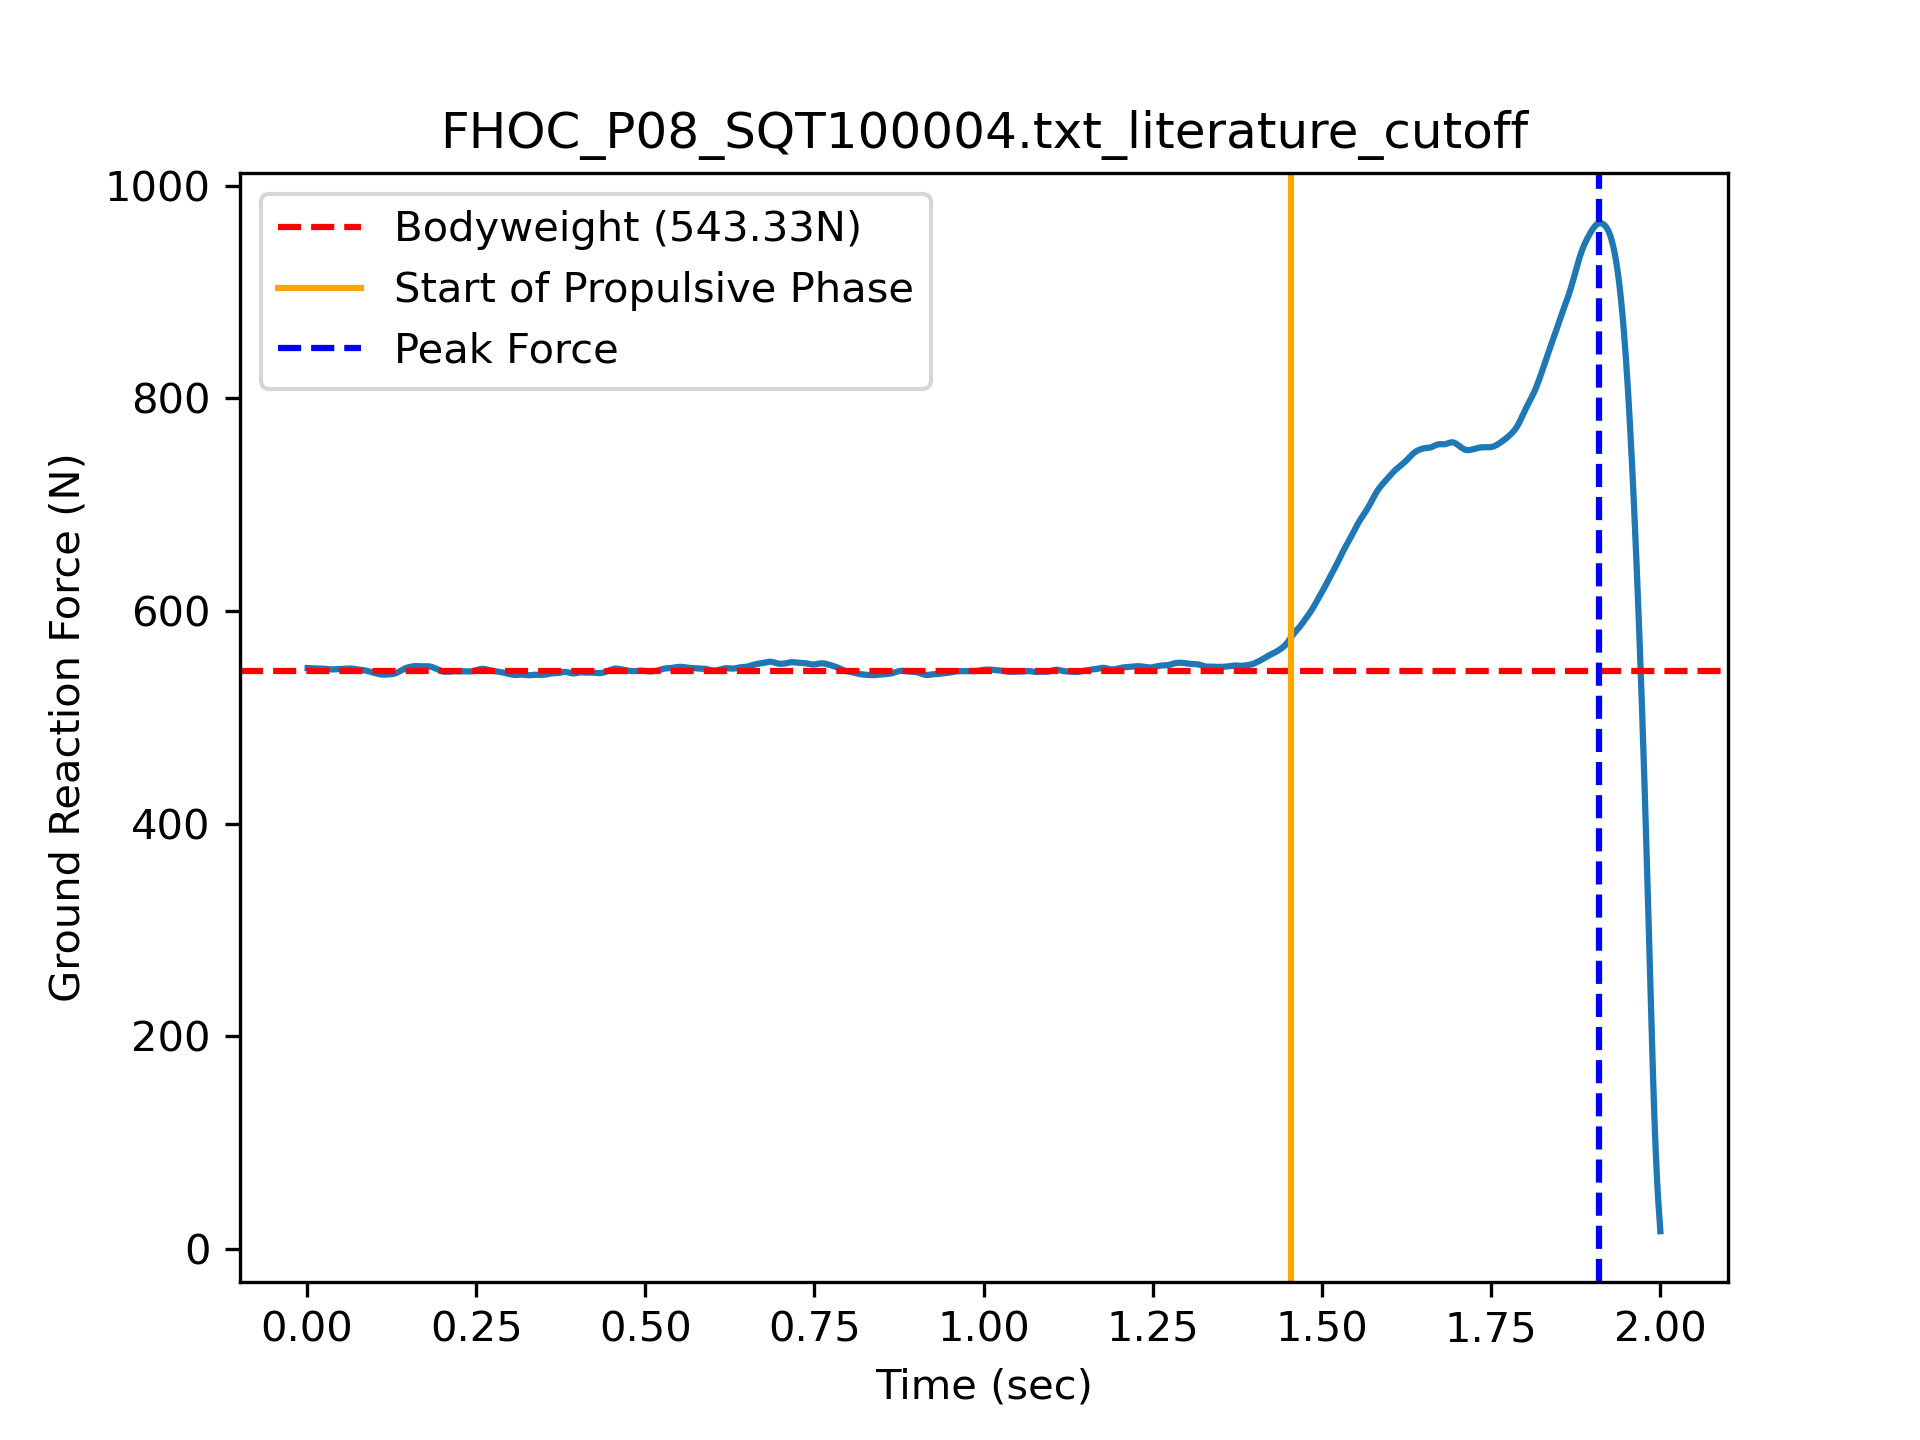 FHOC_P08_SQT100004.txt_literature_cutoff
Bodyweight (543.33N)
Start of Propulsive Phase
Peak Force
Ground Reaction Force (N)
1000
800
600
400
200
0
0.00 0.25 0.50 0.75 1.00 1.25 1.50 1.75 2.00
Time (sec)